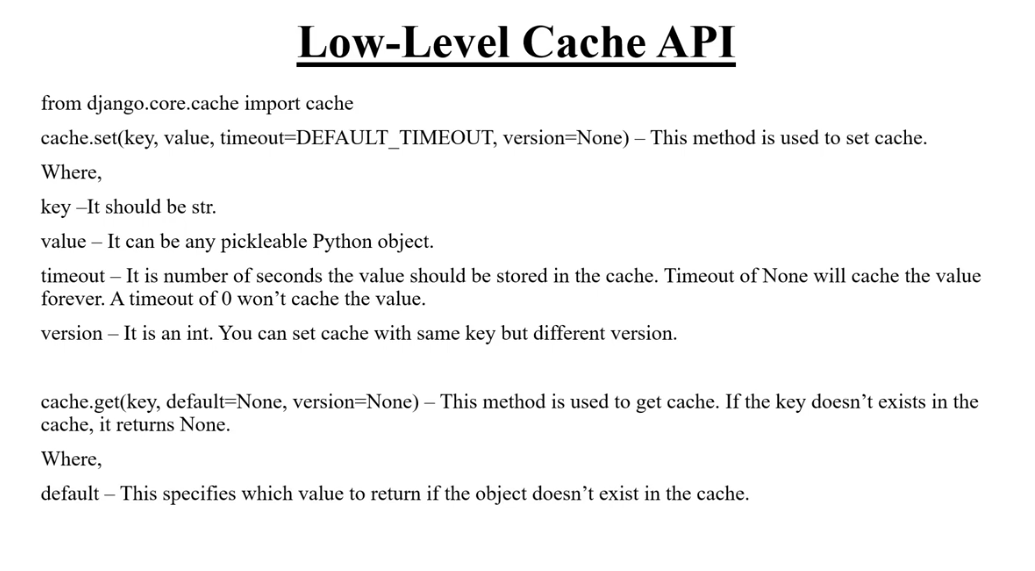 Low-Level Cache API
from django.core.cache import cache
cache.set(key, value, timeout=DEFAULT_TIMEOUT, version=None) – This method is used to set cache.
Where,
key –It should be str.
value – It can be any pickleable Python object.
timeout – It is number of seconds the value should be stored in the cache. Timeout of None will cache the value
forever. A timeout of 0 won’t cache the value.
version – It is an int. You can set cache with same key but different version.
cache.get(key, default=None, version=None) – This method is used to get cache. If the key doesn’t exists in the
cache, it returns None.
Where,
default – This specifies which value to return if the object doesn’t exist in the cache.